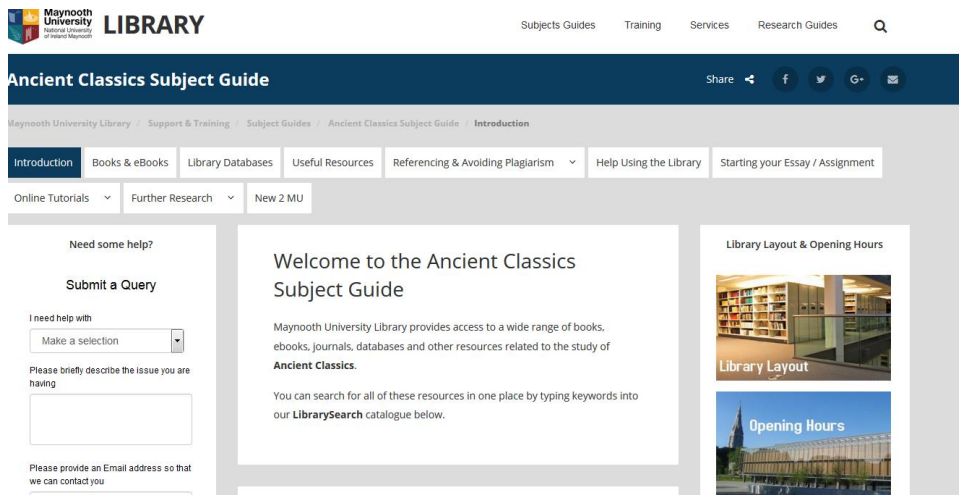 Maynooth
University
National University
of Ireland Maynooth
LIBRARY
Subjects Guides Training Services Research Guides
Ancient Classics Subject Guide
Share f G+
Maynooth University Library / Support & Training / Subject Guides / Ancient Classics Subject Guide / Introduction
Introduction Books & eBooks Library Databases Useful Resources Referencing & Avoiding Plagiarism Help Using the Library Starting your Essay / Assignment
Online Tutorials Further Research New 2 MU
Need some help?
Submit a Query
I need help with
Make a selection
Please briefly describe the issue you are
having
Please provide an Email address so that
we can contact you
Welcome to the Ancient Classics
Subject Guide
Maynooth University Library provides access to a wide range of books,
ebooks, journals, databases and other resources related to the study of
Ancient Classics.
You can search for all of these resources in one place by typing keywords into
our LibrarySearch catalogue below.
Library Layout & Opening Hours
Library Layout
Opening Hours